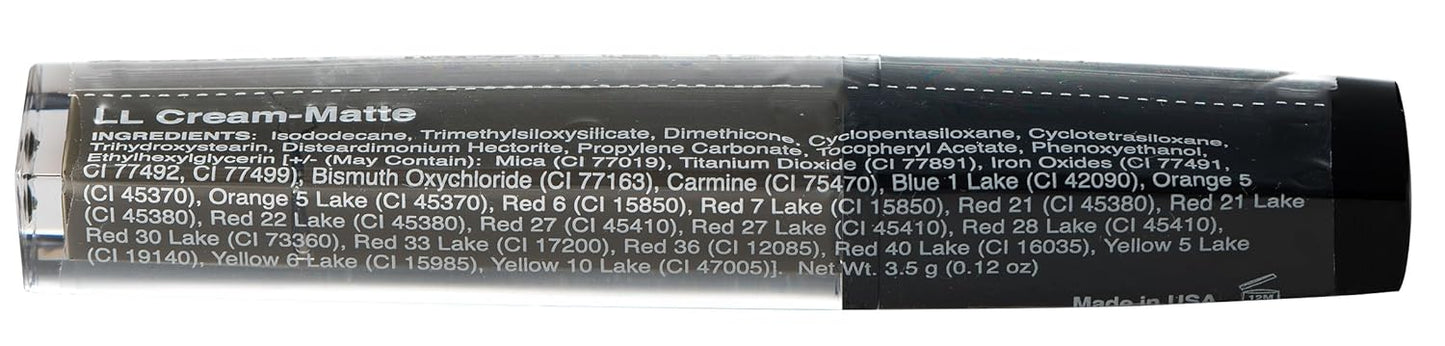 LL Cream-Matte
INGREDIENTS: Isododecane, Trimethylsiloxysilicate, Dimethicone, Cyclopentasiloxane, Cyclotetrasiloxane,
Trihydroxystearin, Disteardimonium Hectorite, Propylene Carbonate, Tocopheryl Acetate, Phenoxyethanol,
Ethylhexylglycerin [+/- (May Contain): Mica (CI 77019), Titanium Dioxide (CI 77891), Iron Oxides (CI 77491,
CI 77492, CI 77499), Bismuth Oxychloride (CI 77163), Carmine (CI 75470), Blue 1 Lake (CI 42090), Orange 5
(CI 45370), Orange 5 Lake (CI 45370), Red 6 (CI 15850), Red 7 Lake (CI 15850), Red 21 (CI 45380), Red 21 Lake
(CI 45380), Red 22 Lake (CI 45380), Red 27 (CI 45410), Red 27 Lake (CI 45410), Red 28 Lake (CI 45410),
Red 30 Lake (CI 73360), Red 33 Lake (CI 17200), Red 36 (CI 12085), Red 40 Lake (CI 16035), Yellow 5 Lake
(CI 19140), Yellow 6 Lake (CI 15985), Yellow 10 Lake (CI 47005)]. Net Wt. 3.5 g (0.12 oz)
Made in USA
12M